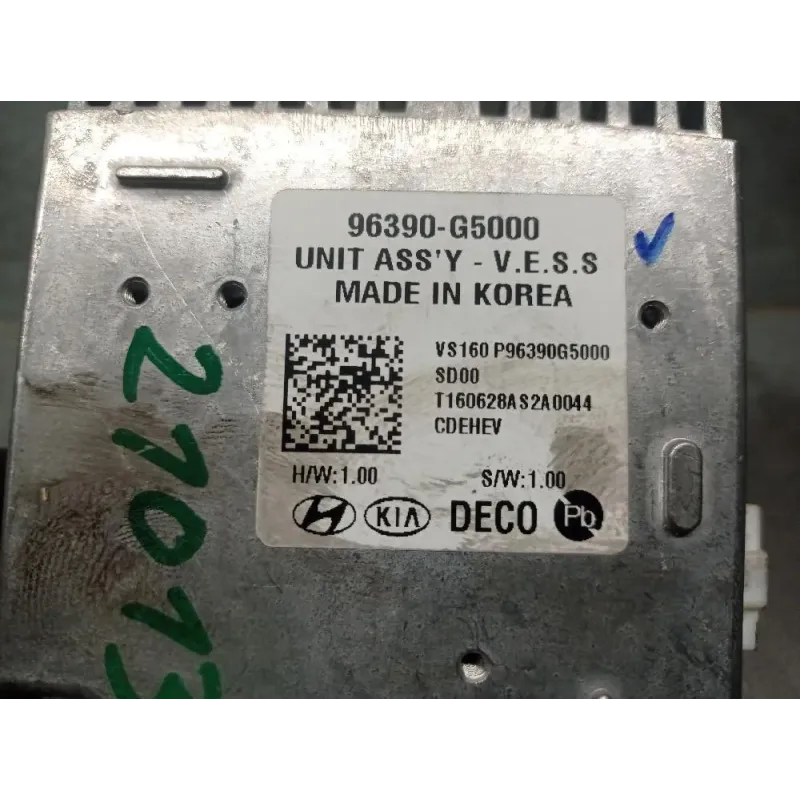 96390-G5000
UNIT ASS'Y - V.E.S.S
MADE IN KOREA
VS160 P96390G5000
SD00
T160628AS2A0044
CDEHEV
H/W:1.00 S/W:1.00
KIA DECO Pb
21013